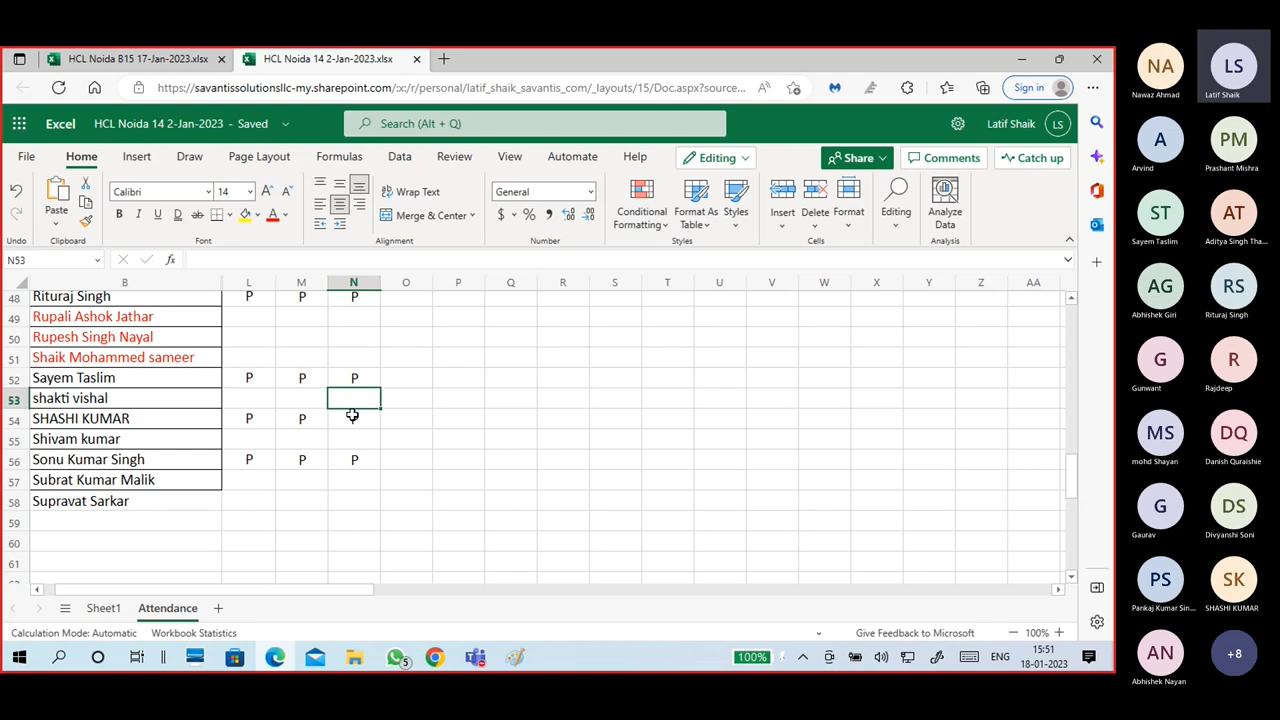 HCL Noida B15 17-Jan-2023.xlsx
HCL Noida 14 2-Jan-2023.xlsx
https://savantissolutionsllc-my.sharepoint.com/:x:/r/personal/latif_shaik_savantis_com/_layouts/15/Doc.aspx?source...
Sign in
Excel HCL Noida 14 2-Jan-2023 - Saved
Search (Alt + Q)
Latif Shaik LS
File Home Insert Draw Page Layout Formulas Data Review View Automate Help
Editing Share Comments Catch up
Calibri 14
Wrap Text
General
Merge & Center
Paste
Conditional Formatting
Format As Table
Styles
Insert Delete Format
Editing
Analyze Data
Undo Clipboard Font Alignment Number Styles Cells Analysis
N53 fx
B L M N O P Q R S T U V W X Y Z AA
48 Rituraj Singh P P P
49 Rupali Ashok Jathar
50 Rupesh Singh Nayal
51 Shaik Mohammed sameer
52 Sayem Taslim P P P
53 shakti vishal
54 SHASHI KUMAR P P
55 Shivam kumar
56 Sonu Kumar Singh P P P
57 Subrat Kumar Malik
58 Supravat Sarkar
59
60
61
Sheet1 Attendance
Calculation Mode: Automatic Workbook Statistics
Give Feedback to Microsoft 100%
5
100%
ENG
15:51
18-01-2023
NA LS
Nawaz Ahmad Latif Shaik
A PM
Arvind Prashant Mishra
ST AT
Sayem Taslim Aditya Singh Tha...
AG RS
Abhishek Giri Rituraj Singh
G R
Gunwant Rajdeep
MS DQ
mohd Shayan Danish Quraishie
G DS
Gaurav Divyanshi Soni
PS SK
Pankaj Kumar Sin... SHASHI KUMAR
AN +8
Abhishek Nayan